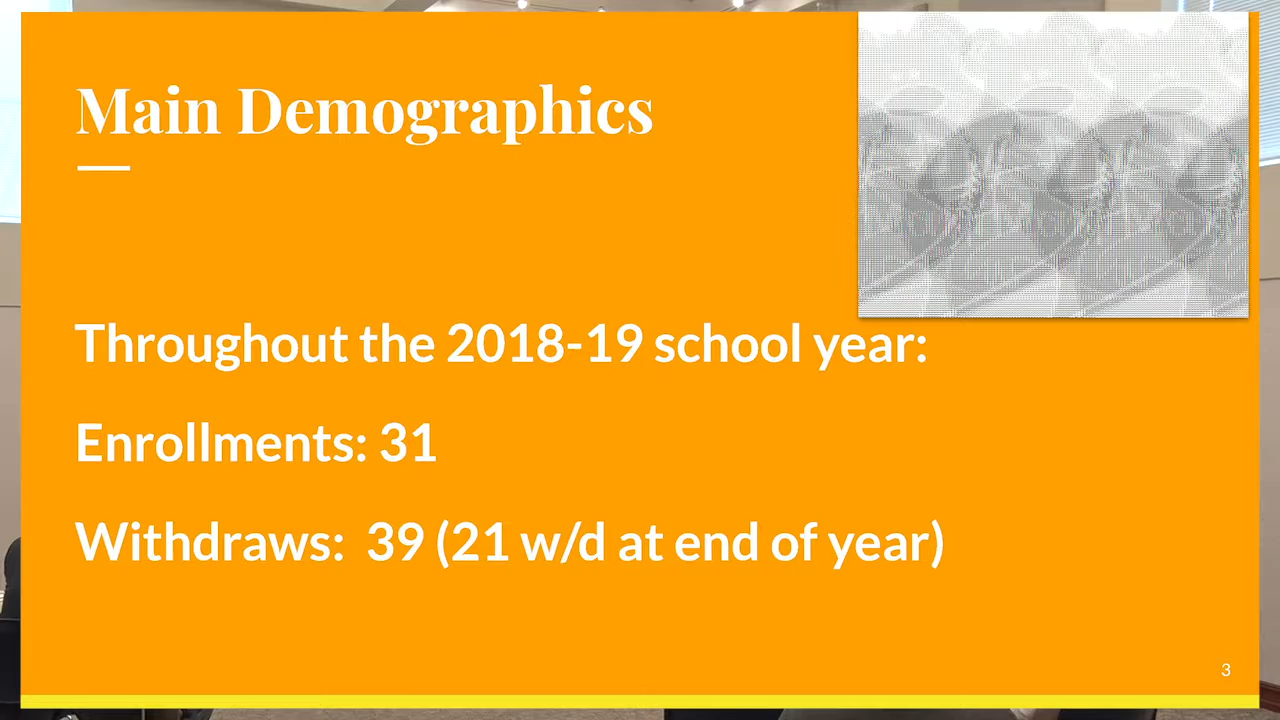 Main Demographics
Throughout the 2018-19 school year:
Enrollments: 31
Withdraws: 39 (21 w/d at end of year)
3